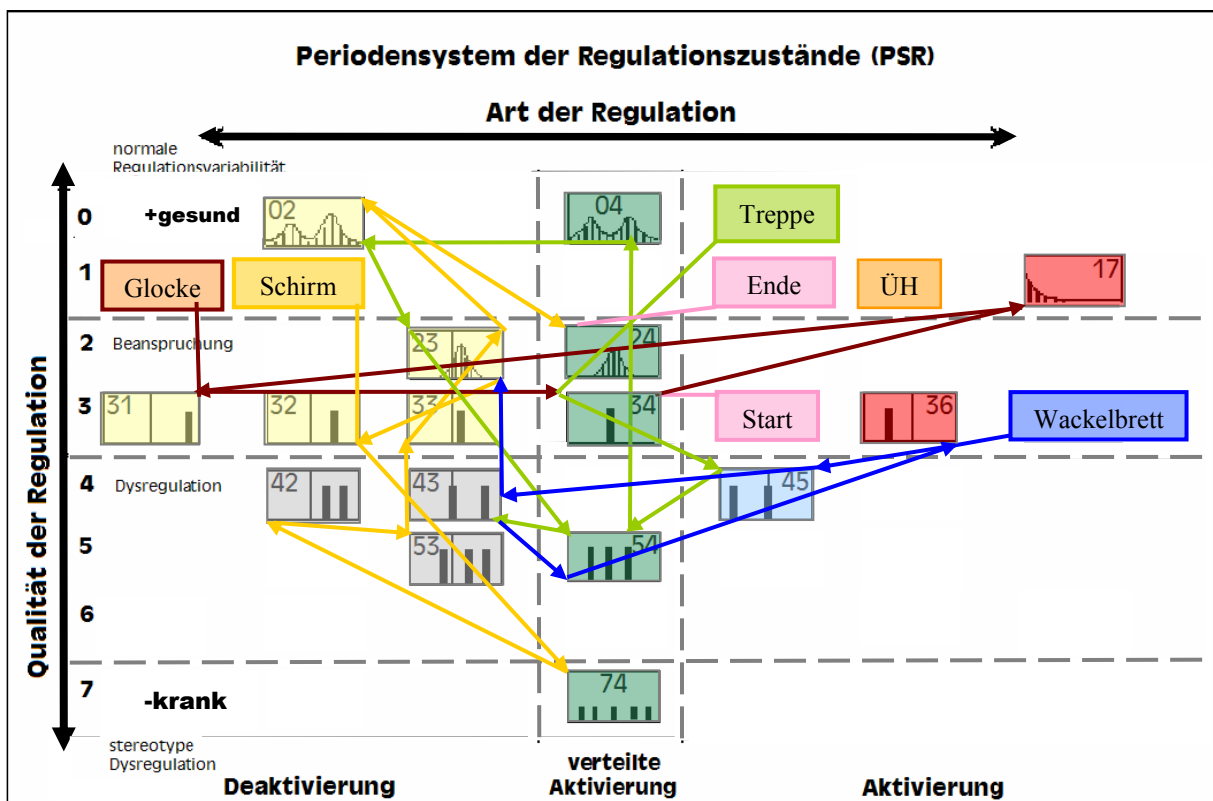 Periodensystem der Regulationszustände (PSR)
Art der Regulation
normale
Regulationsvariabilität
Qualität der Regulation
0
+gesund
02
04
Treppe
1
Glocke
Schirm
Ende
ÜH
17
2
Beanspruchung
23
24
3
31
32
33
34
Start
36
Wackelbrett
4
Dysregulation
42
43
45
5
53
54
6
7
-krank
74
stereotype
Dysregulation
Deaktivierung
verteilte
Aktivierung
Aktivierung